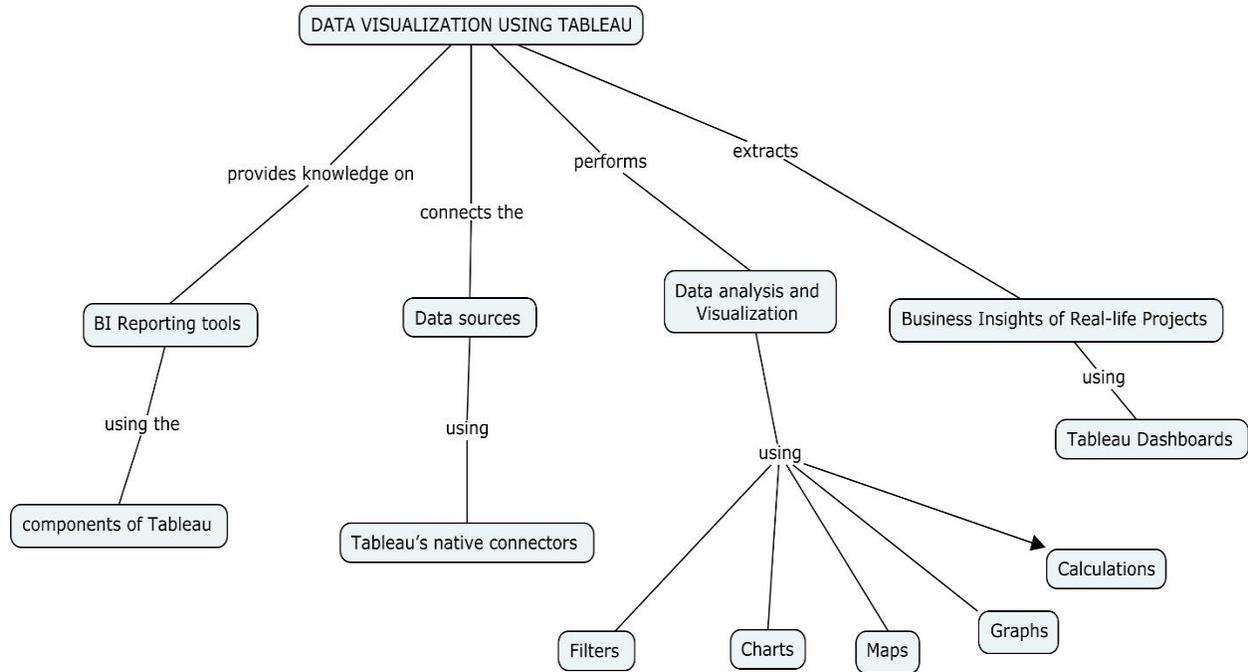 DATA VISUALIZATION USING TABLEAU
provides knowledge on
connects the
performs
extracts
BI Reporting tools
Data sources
Data analysis and
Visualization
Business Insights of Real-life Projects
using the
using
using
using
components of Tableau
Tableau's native connectors
Tableau Dashboards
Filters
Charts
Maps
Graphs
Calculations